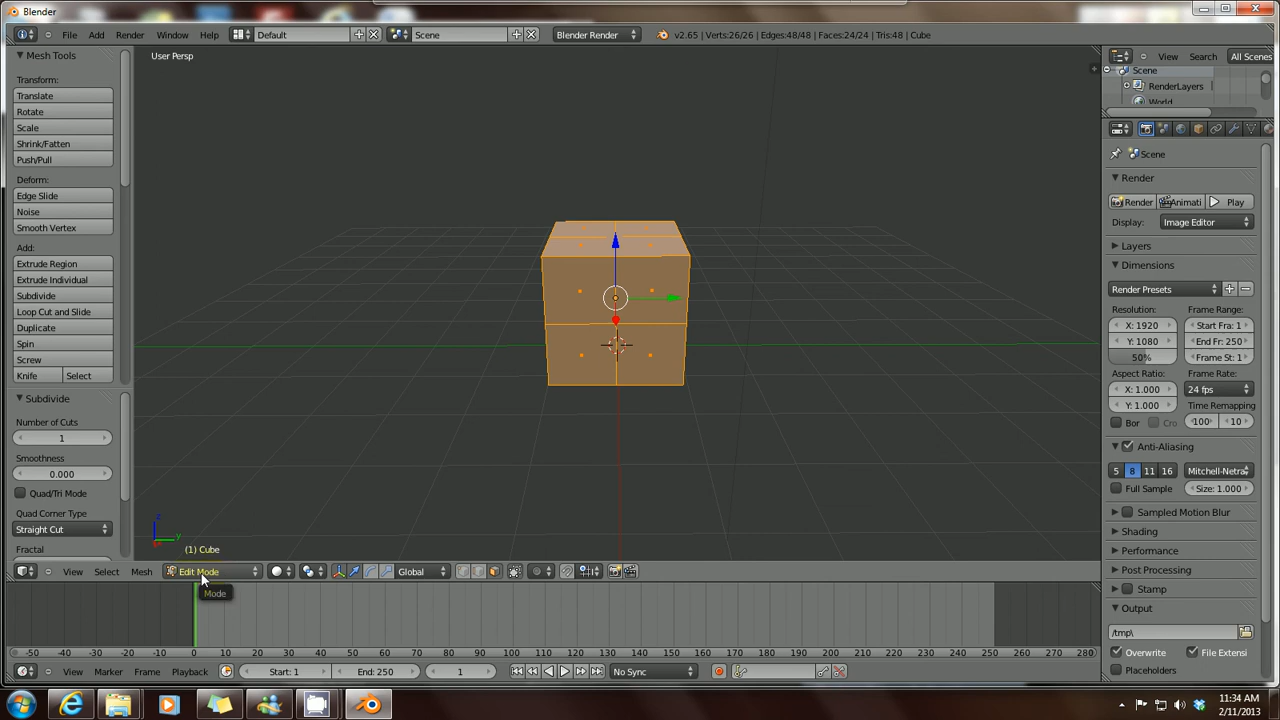 Blender
File Add Render Window Help Default Scene Blender Render v2.65 | Verts:26/26 | Edges:48/48 | Faces:24/24 | Tris:48 | Cube
Mesh Tools
Transform:
Translate
Rotate
Scale
Shrink/Fatten
Push/Pull
Deform:
Edge Slide
Noise
Smooth Vertex
Add:
Extrude Region
Extrude Individual
Subdivide
Loop Cut and Slide
Duplicate
Spin
Screw
Knife Select
Subdivide
Number of Cuts
1
Smoothness
0.000
Quad/Tri Mode
Quad Corner Type
Straight Cut
Fractal
User Persp
z
y
(1) Cube
View Select Mesh Edit Mode Global
Mode
View Search All Scenes
Scene
RenderLayers
World
Scene
Render
Render Animati Play
Display: Image Editor
Layers
Dimensions
Render Presets
Resolution: Frame Range:
X: 1920 Start Fra: 1
Y: 1080 End Fr: 250
50% Frame St: 1
Aspect Ratio: Frame Rate:
X: 1.000 24 fps
Y: 1.000 Time Remapping
Bor Cro 100 10
Anti-Aliasing
5 8 11 16 Mitchell-Netra
Full Sample Size: 1.000
Sampled Motion Blur
Shading
Performance
Post Processing
Stamp
Output
/tmp\
Overwrite File Extensi
Placeholders
-50 -40 -30 -20 -10 0 10 20 30 40 50 60 70 80 90 100 110 120 130 140 150 160 170 180 190 200 210 220 230 240 250 260 270 280
View Marker Frame Playback Start: 1 End: 250 1 No Sync
11:34 AM
2/11/2013